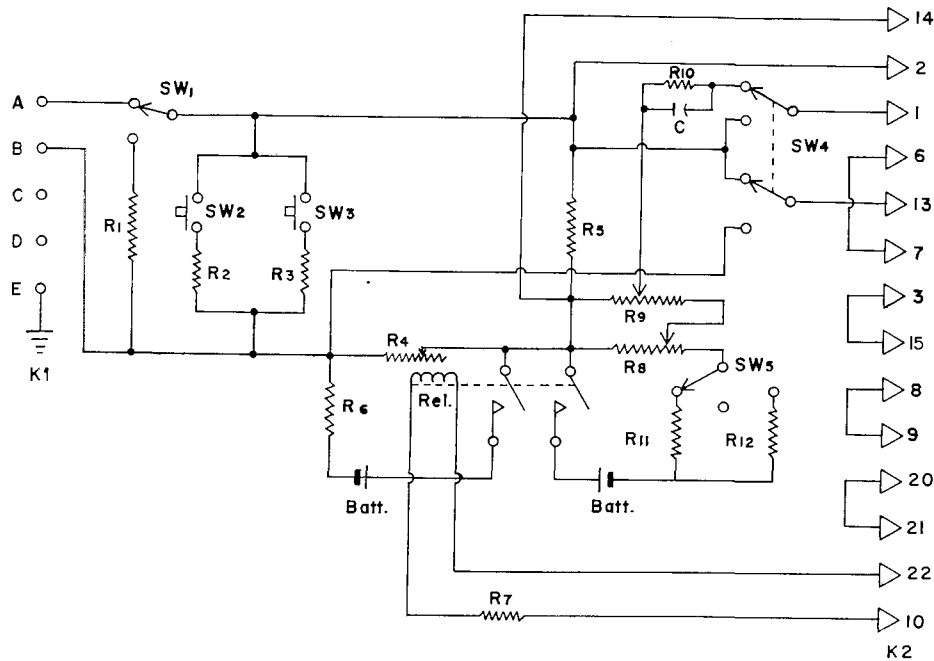 14
R10
2
A
SW1
C
1
B
SW4
6
C
SW2
SW3
13
R1
R5
D
R2
R3
7
E
R9
3
R4
15
K1
R8
SW5
Rel.
8
R6
R11
R12
9
Batt.
Batt.
20
21
22
R7
10
K2